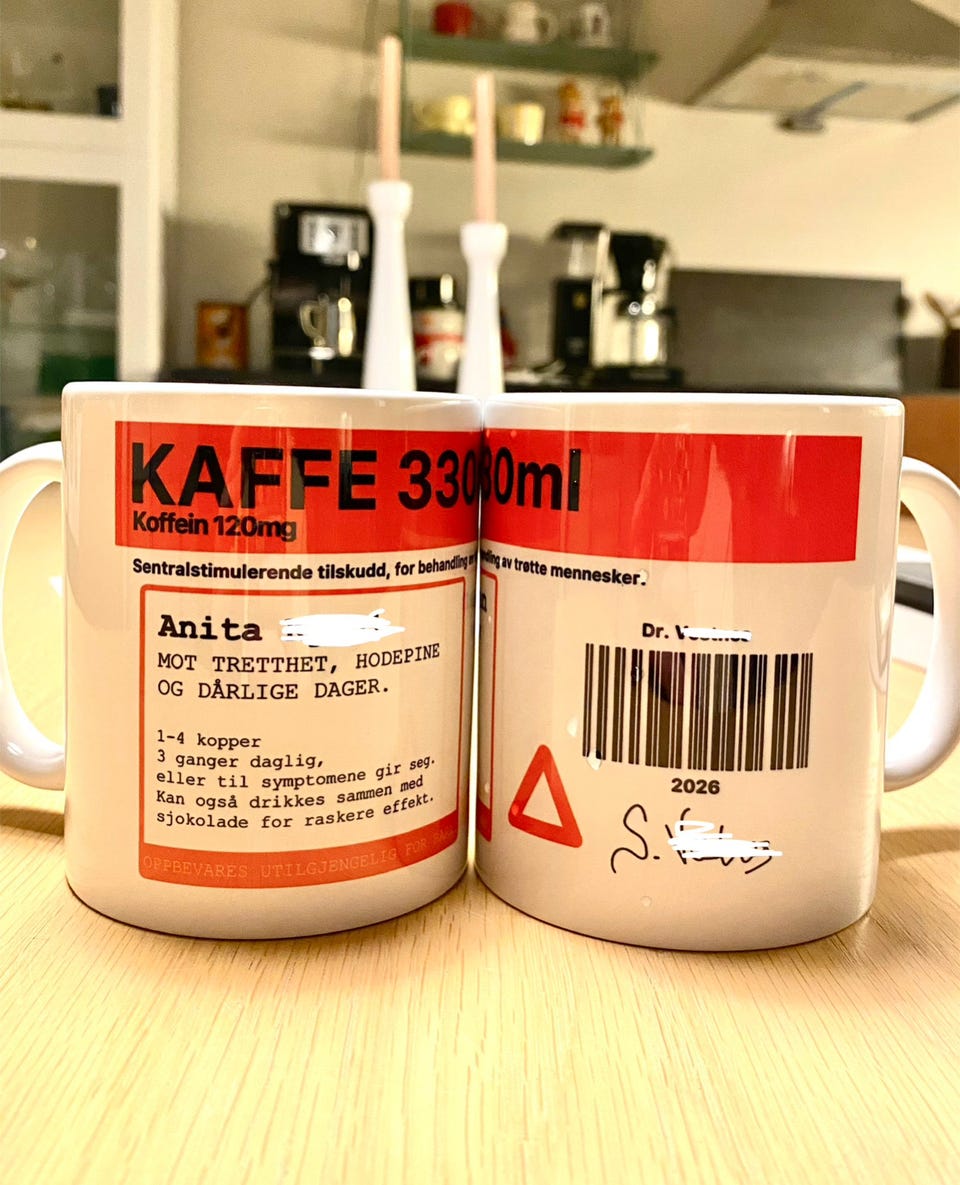 KAFFE 330
Koffein 120mg
Sentralstimulerende tilskudd, for behandling
Anita
MOT TRETTHET, HODEPINE
OG DÅRLIGE DAGER.
1-4 kopper
3 ganger daglig,
eller til symptomene gir seg.
Kan også drikkes sammen med
sjokolade for raskere effekt.
OPPBEVARES UTILGJENGELIG FOR
30ml
av trøtte mennesker.
Dr.
2026
S.